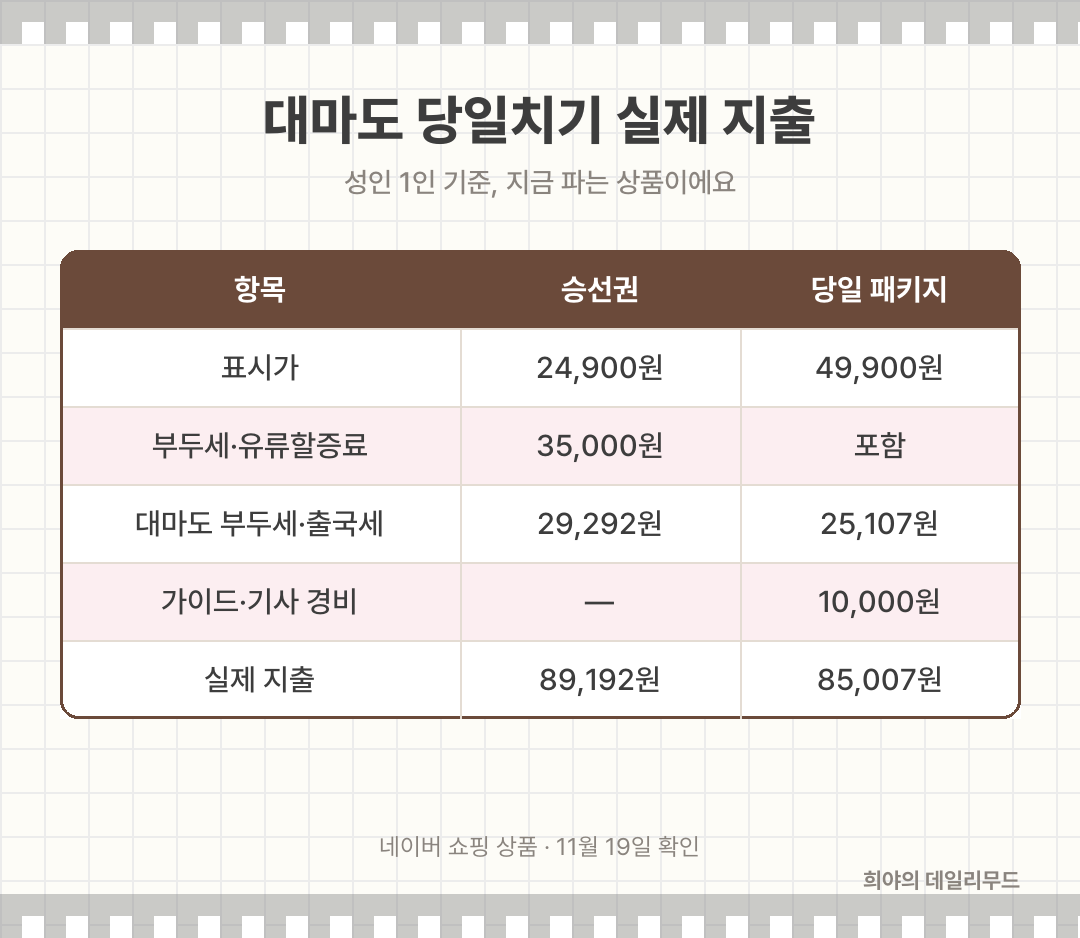 대마도 당일치기 실제 지출
성인 1인 기준, 지금 파는 상품이에요
항목 승선권 당일 패키지
표시가 24,900원 49,900원
부두세·유류할증료 35,000원 포함
대마도 부두세·출국세 29,292원 25,107원
가이드·기사 경비 — 10,000원
실제 지출 89,192원 85,007원
네이버 쇼핑 상품 · 11월 19일 확인
희야의 데일리무드